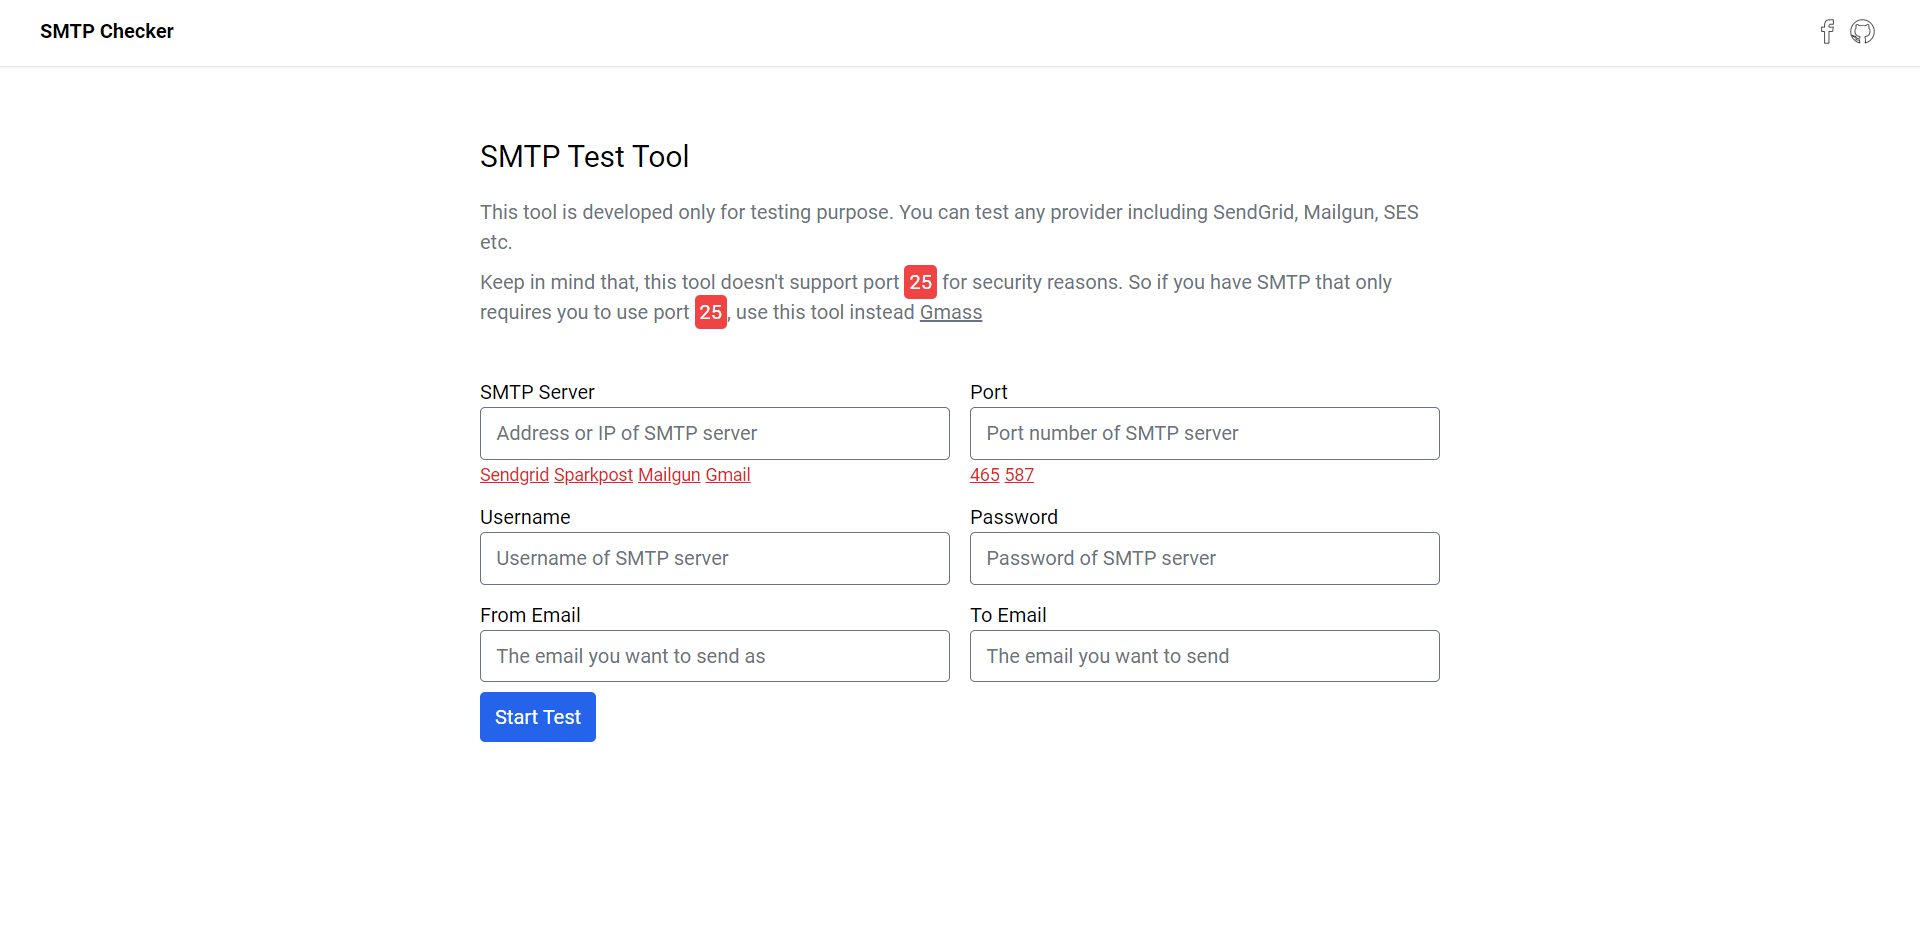 SMTP Checker
SMTP Test Tool
This tool is developed only for testing purpose. You can test any provider including SendGrid, Mailgun, SES
etc.
Keep in mind that, this tool doesn't support port 25 for security reasons. So if you have SMTP that only
requires you to use port 25, use this tool instead Gmass
SMTP Server
Port
Address or IP of SMTP server
Port number of SMTP server
Sendgrid Sparkpost Mailgun Gmail
465 587
Username
Password
Username of SMTP server
Password of SMTP server
From Email
To Email
The email you want to send as
The email you want to send
Start Test